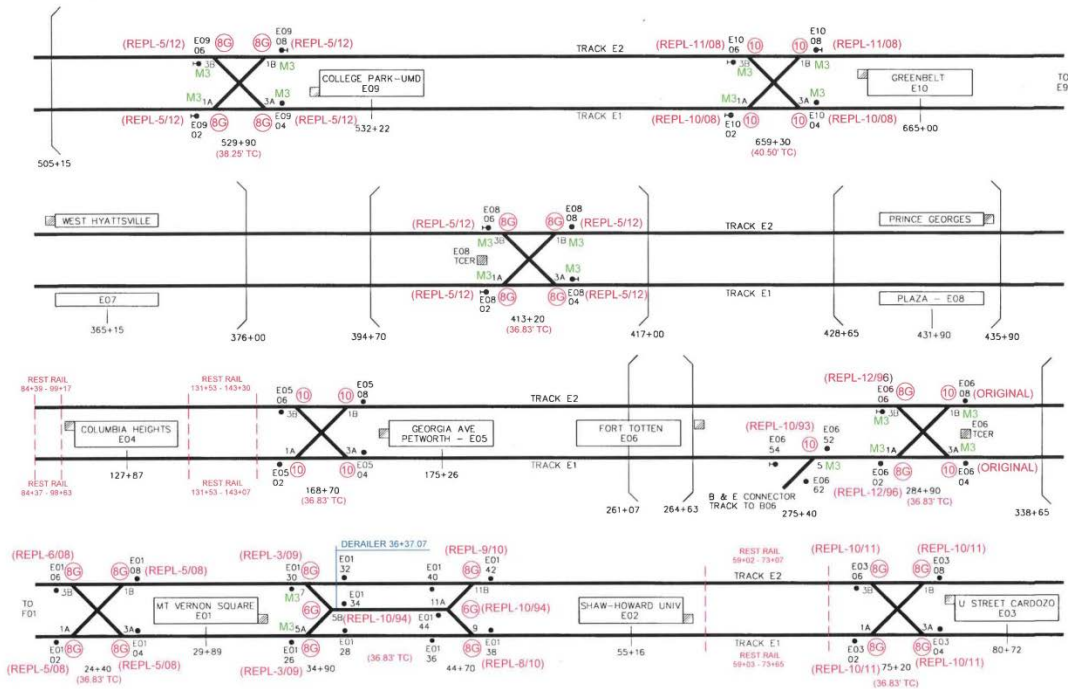 E09 06
8G
8G
E09 08
(REPL-5/12)
(REPL-5/12)
3B
1B
M3
M3
TRACK E2
COLLEGE PARK-UMD
E09
532+22
M3
1A
3A
M3
TRACK E1
(REPL-5/12)
(REPL-5/12)
E09 02
8G
8G
E09 04
529+90
(38.25' TC)
505+15
E10 06
10
10
E10 08
(REPL-11/08)
(REPL-11/08)
3B
1B
M3
M3
GREENBELT
E10
665+00
M3
1A
3A
M3
(REPL-10/08)
(REPL-10/08)
E10 02
10
10
E10 04
659+30
(40.50' TC)
TO
WEST HYATTSVILLE
E07
365+15
376+00
394+70
E08 06
8G
8G
E08 08
(REPL-5/12)
(REPL-5/12)
M3
3B
1B
M3
TRACK E2
E08
TCER
M3
1A
3A
M3
TRACK E1
(REPL-5/12)
(REPL-5/12)
E08 02
8G
8G
E08 04
413+20
(36.83' TC)
417+00
428+65
PRINCE GEORGES
PLAZA - E08
431+90
435+90
REST RAIL
84+39 - 99+17
REST RAIL
131+53 - 143+30
COLUMBIA HEIGHTS
E04
127+87
REST RAIL
84+37 - 98+63
REST RAIL
131+53 - 143+07
E05 06
10
10
E05 08
3B
1B
1A
3A
E05 02
10
10
E05 04
168+70
(36.83' TC)
GEORGIA AVE
PETWORTH - E05
175+26
TRACK E2
TRACK E1
FORT TOTTEN
E06
261+07
264+63
(REPL-10/93)
E06 54
10
E06 52
5
M3
E06 62
B & E CONNECTOR
TRACK TO B06
275+40
(REPL-12/96)
E06 06
8G
10
E06 08
(ORIGINAL)
3B
1B
M3
M3
E06
TCER
M3
1A
3A
M3
(REPL-12/96)
(ORIGINAL)
E06 02
8G
10
E06 04
284+90
(36.83' TC)
338+65
(REPL-6/08)
E01 06
8G
8G
E01 08
(REPL-5/08)
3B
1B
TO
F01
1A
3A
(REPL-5/08)
E01 02
8G
8G
E01 04
(REPL-5/08)
24+40
(36.83' TC)
MT VERNON SQUARE
E01
29+89
(REPL-3/09)
E01 30
8G
DERAILER 36+37.07
E01 32
M3
7
E01 34
6G
5B
(REPL-10/94)
M3
5A
E01 26
8G
E01 28
(REPL-3/09)
34+90
(36.83' TC)
(REPL-9/10)
E01 40
8G
E01 42
11B
11A
6G
(REPL-10/94)
E01 44
9
E01 36
8G
E01 38
(REPL-8/10)
44+70
SHAW-HOWARD UNIV
E02
55+16
REST RAIL
59+02 - 73+07
TRACK E2
TRACK E1
REST RAIL
59+03 - 73+65
(REPL-10/11)
(REPL-10/11)
E03 06
8G
8G
E03 08
3B
1B
1A
3A
E03 02
8G
8G
E03 04
(REPL-10/11)
(REPL-10/11)
75+20
(36.83' TC)
U STREET CARDOZO
E03
80+72